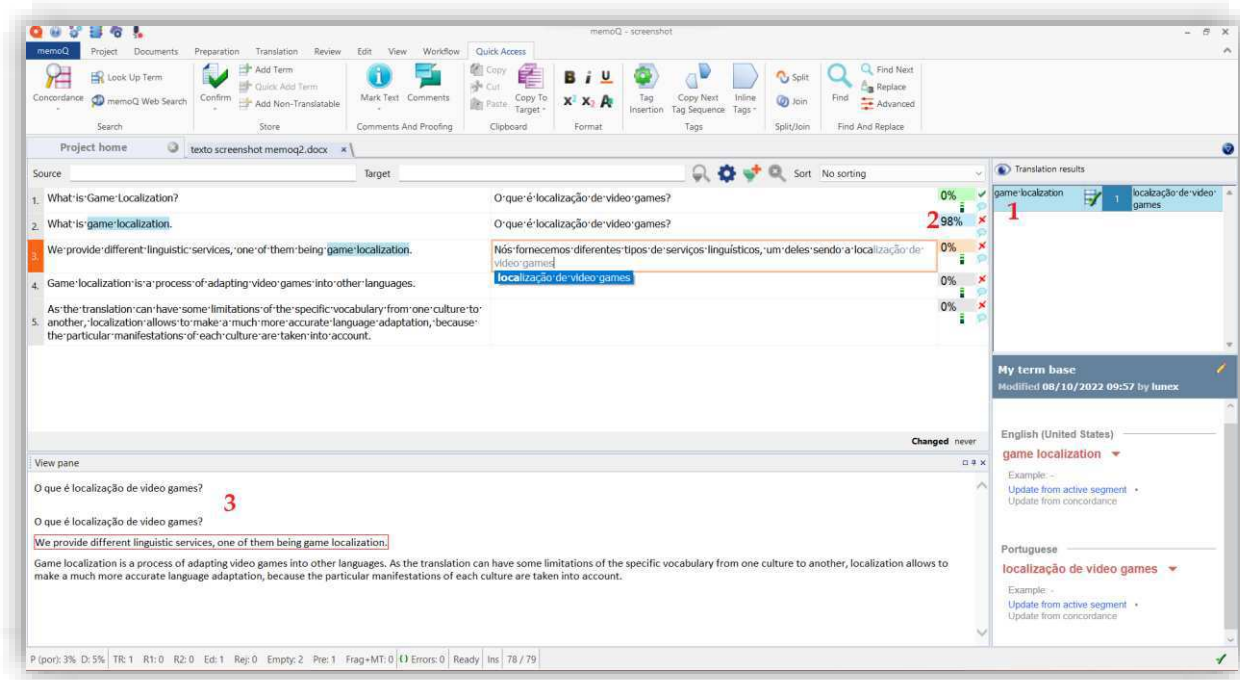 memoQ - screenshot
memoQ Project Documents Preparation Translation Review Edit View Workflow Quick Access
Concordance
Look Up Term
memoQ Web Search
Search
Confirm
Add Term
Quick Add Term
Add Non-Translatable
Store
Mark Text
Comments
Comments And Proofing
Copy
Cut
Paste
Copy To
Target
Clipboard
B i U
X² X₂ A
Format
Tag
Insertion
Copy Next
Tag Sequence
Inline
Tags
Tags
Split
Join
Split/Join
Find
Find Next
Replace
Advanced
Find And Replace
Project home texto screenshot memoq2.docx
Source Target Sort No sorting
1. What·is·Game·Localization? O·que·é·localização·de·video·games? 0%
2. What·is·game·localization. O·que·é·localização·de·video·games? 2 98%
3. We·provide·different·linguistic·services,·one·of·them·being·game·localization. Nós·fornecemos·diferentes·tipos·de·serviços·linguísticos,·um·deles·sendo·a·localização·de· 0%
video·games
localização·de·video·games
4. Game·localization·is·a·process·of·adapting·video·games·into·other·languages. 0%
As·the·translation·can·have·some·limitations·of·the·specific·vocabulary·from·one·culture·to· 0%
5. another,·localization·allows·to·make·a·much·more·accurate·language·adaptation,·because·
the·particular·manifestations·of·each·culture·are·taken·into·account.
Changed never
View pane
O que é localização de video games?
3
O que é localização de video games?
We provide different linguistic services, one of them being game localization.
Game localization is a process of adapting video games into other languages. As the translation can have some limitations of the specific vocabulary from one culture to another, localization allows to
make a much more accurate language adaptation, because the particular manifestations of each culture are taken into account.
Translation results
game·localization 1 localização·de·video·
games
1
My term base
Modified 08/10/2022 09:57 by lunex
English (United States)
game localization
Example: -
Update from active segment
Update from concordance
Portuguese
localização de video games
Example: -
Update from active segment
Update from concordance
P (por): 3% D: 5% TR: 1 R1: 0 R2: 0 Ed: 1 Rej: 0 Empty: 2 Pre: 1 Frag+MT: 0 () Errors: 0 Ready Ins 78 / 79